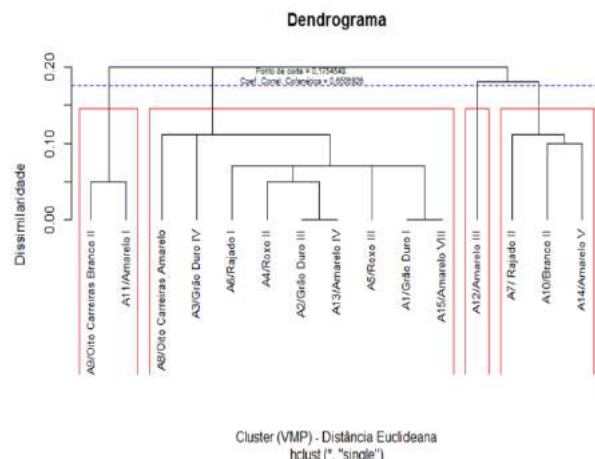 Dendrograma
Ponto de corte = 0,1754548
Coef. Correl. Cofenética = 0,6506926
Dissimilaridade
0.20
0.10
0.00
A9/Oito Carreiras Branco II
A11/Amarelo I
A8/Oito Carreiras Amarelo
A3/Grão Duro IV
A6/Rajado I
A4/Roxo II
A2/Grão Duro III
A13/Amarelo IV
A5/Roxo III
A1/Grão Duro I
A15/Amarelo VIII
A12/Amarelo III
A7/ Rajado II
A10/Branco II
A14/Amarelo V
Cluster (VMP) - Distância Euclideana
hclust (*, "single")